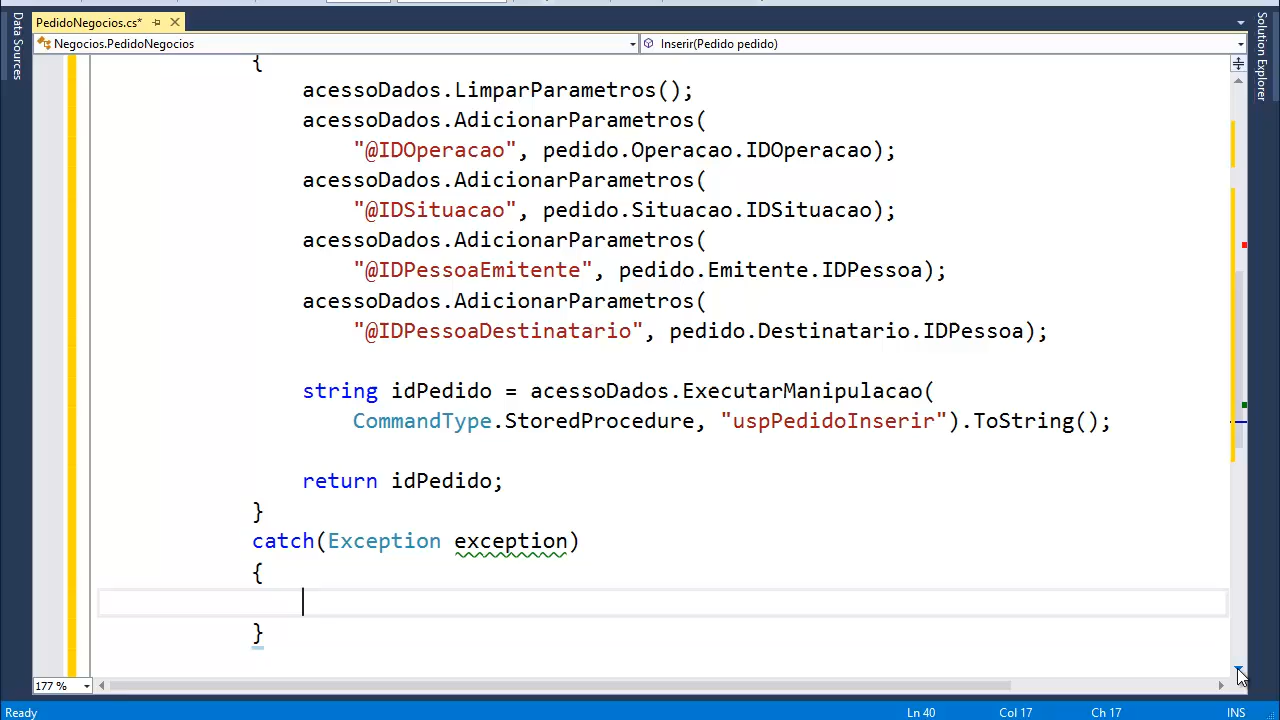 PedidoNegocios.cs*
Data Sources
Solution Explorer
Negocios.PedidoNegocios
Inserir(Pedido pedido)
{
acessoDados.LimparParametros();
acessoDados.AdicionarParametros(
"@IDOperacao", pedido.Operacao.IDOperacao);
acessoDados.AdicionarParametros(
"@IDSituacao", pedido.Situacao.IDSituacao);
acessoDados.AdicionarParametros(
"@IDPessoaEmitente", pedido.Emitente.IDPessoa);
acessoDados.AdicionarParametros(
"@IDPessoaDestinatario", pedido.Destinatario.IDPessoa);
string idPedido = acessoDados.ExecutarManipulacao(
CommandType.StoredProcedure, "uspPedidoInserir").ToString();
return idPedido;
}
catch(Exception exception)
{
}
177 %
Ready
Ln 40
Col 17
Ch 17
INS